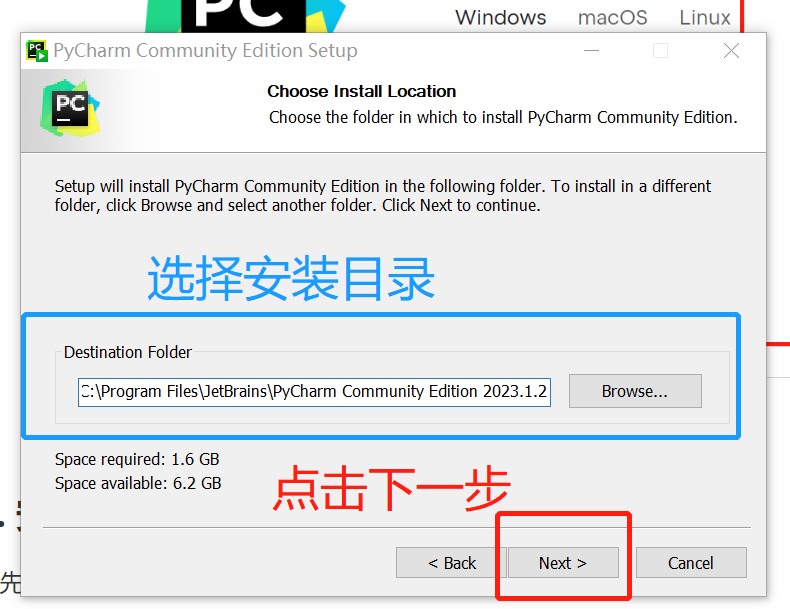 PC
Windows macOS Linux
PyCharm Community Edition Setup
PC
Choose Install Location
Choose the folder in which to install PyCharm Community Edition.
Setup will install PyCharm Community Edition in the following folder. To install in a different
folder, click Browse and select another folder. Click Next to continue.
选择安装目录
Destination Folder
C:\Program Files\JetBrains\PyCharm Community Edition 2023.1.2
Browse...
Space required: 1.6 GB
Space available: 6.2 GB
点击下一步
先
< Back
Next >
Cancel